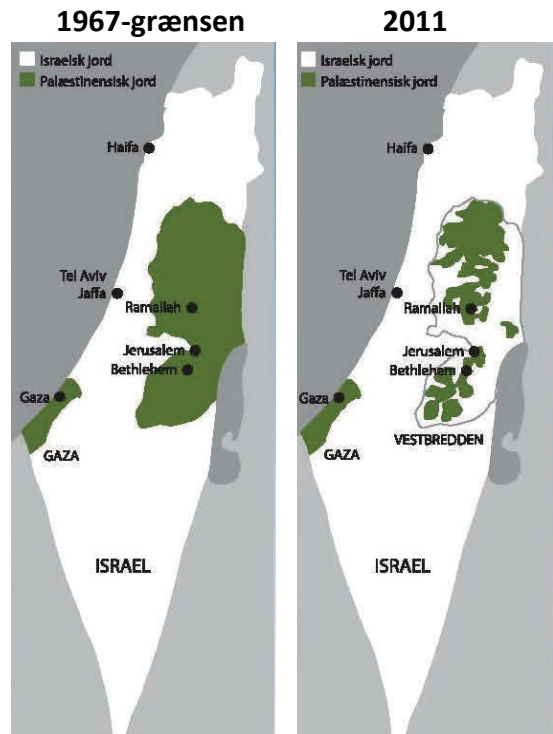 1967-grænsen
Israelsk jord
Palæstinensisk jord
Haifa
Tel Aviv
Jaffa
Ramallah
Jerusalem
Bethlehem
Gaza
GAZA
ISRAEL
2011
Israelsk jord
Palæstinensisk jord
Haifa
Tel Aviv
Jaffa
Ramallah
Jerusalem
Bethlehem
Gaza
VESTBREDDEN
GAZA
ISRAEL